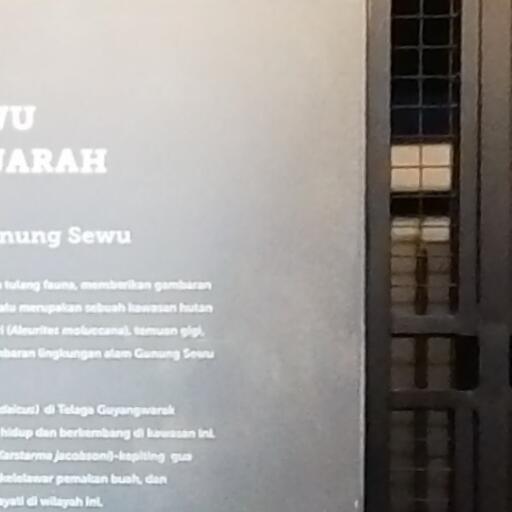 WU
JARAH
nung Sewu
tulang fauna, memberikan gambaran
alu merupakan sebuah kawasan hutan
i (Aleurites moluccana), temuan gigi,
mbaran lingkungan alam Gunung Sewu
daicus) di Telaga Guyangwarak
hidup dan berkembang di kawasan ini.
Karstarma jacobsoni)-kepiting gua
kelelawar pemakan buah, dan
ayati di wilayah ini.